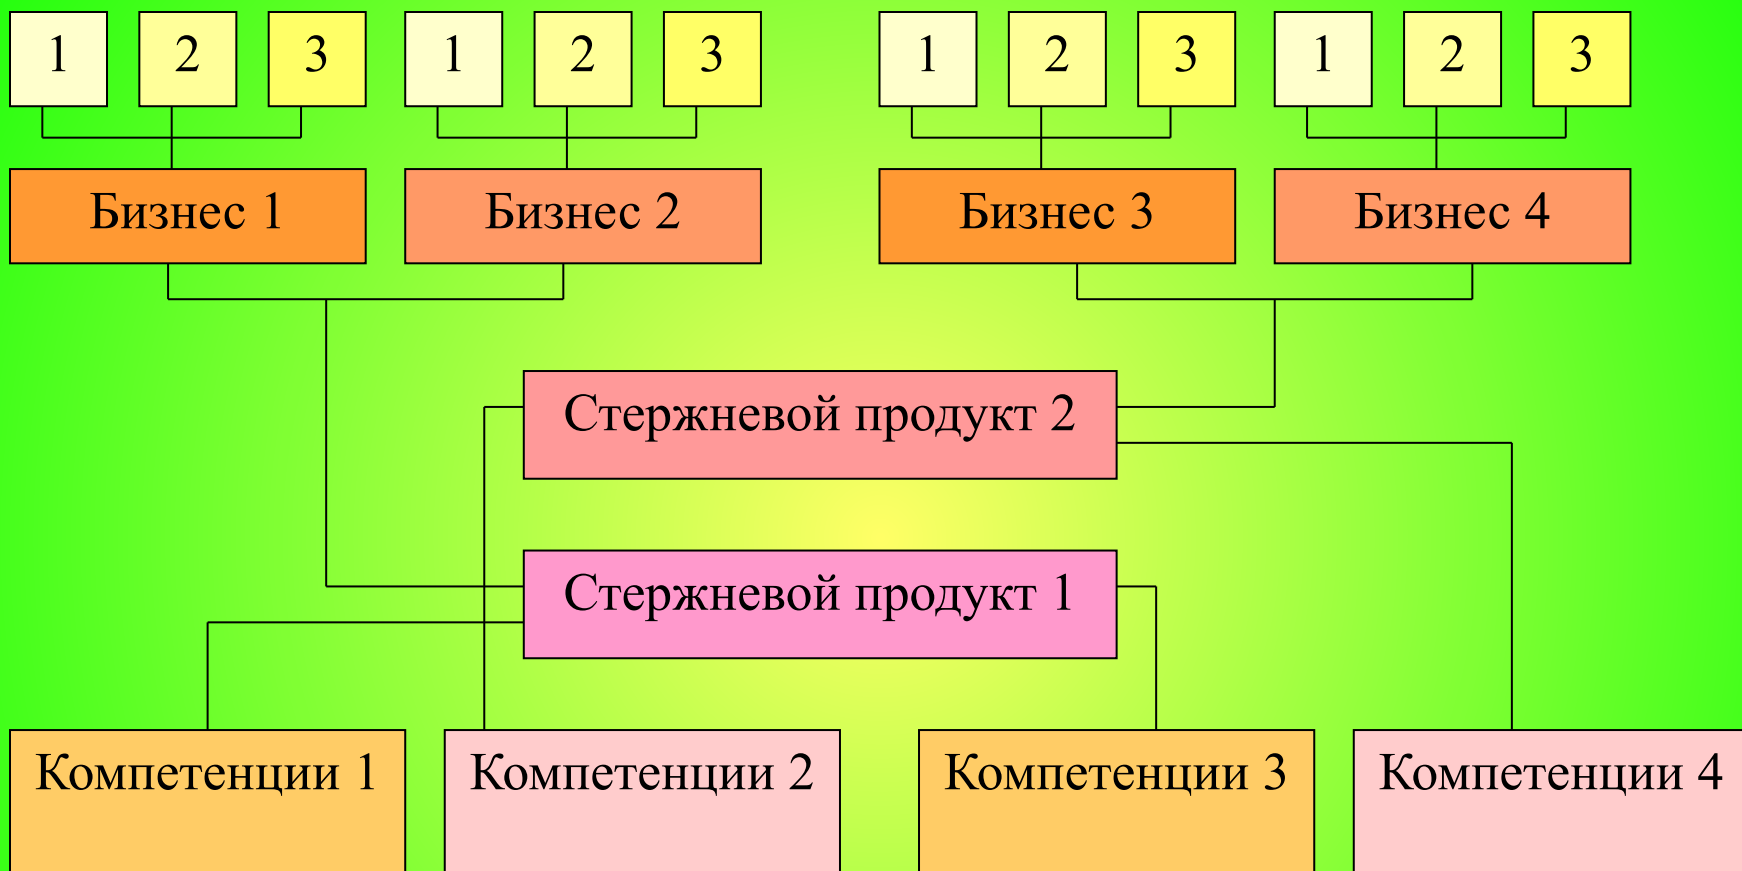 1 2 3 1 2 3 1 2 3 1 2 3
Бизнес 1 Бизнес 2 Бизнес 3 Бизнес 4
Стержневой продукт 2
Стержневой продукт 1
Компетенции 1 Компетенции 2 Компетенции 3 Компетенции 4